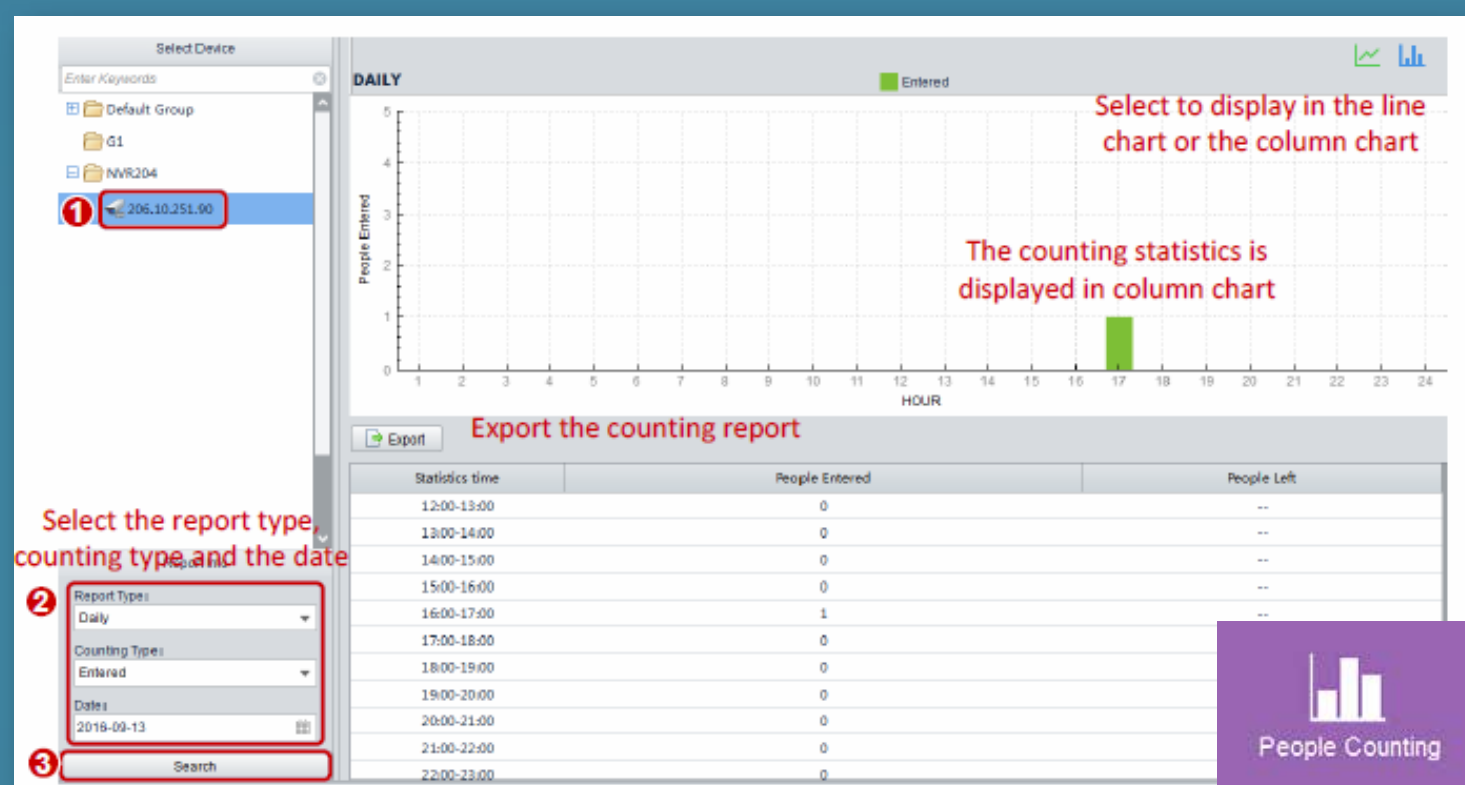 Select Device
Enter Keywords
Default Group
G1
NVR204
1
206.10.251.90
Select the report type,
counting type and the date
2
Report Type:
Daily
Counting Type:
Entered
Date:
2016-09-13
3
Search
DAILY
Entered
Select to display in the line
chart or the column chart
The counting statistics is
displayed in column chart
People Entered
5
4
3
2
1
0
1 2 3 4 5 6 7 8 9 10 11 12 13 14 15 16 17 18 19 20 21 22 23 24
HOUR
Export
Export the counting report
Statistics time People Entered People Left
12:00-13:00 0 --
13:00-14:00 0 --
14:00-15:00 0 --
15:00-16:00 0 --
16:00-17:00 1 --
17:00-18:00 0
18:00-19:00 0
19:00-20:00 0
20:00-21:00 0
21:00-22:00 0
22:00-23:00 0
People Counting